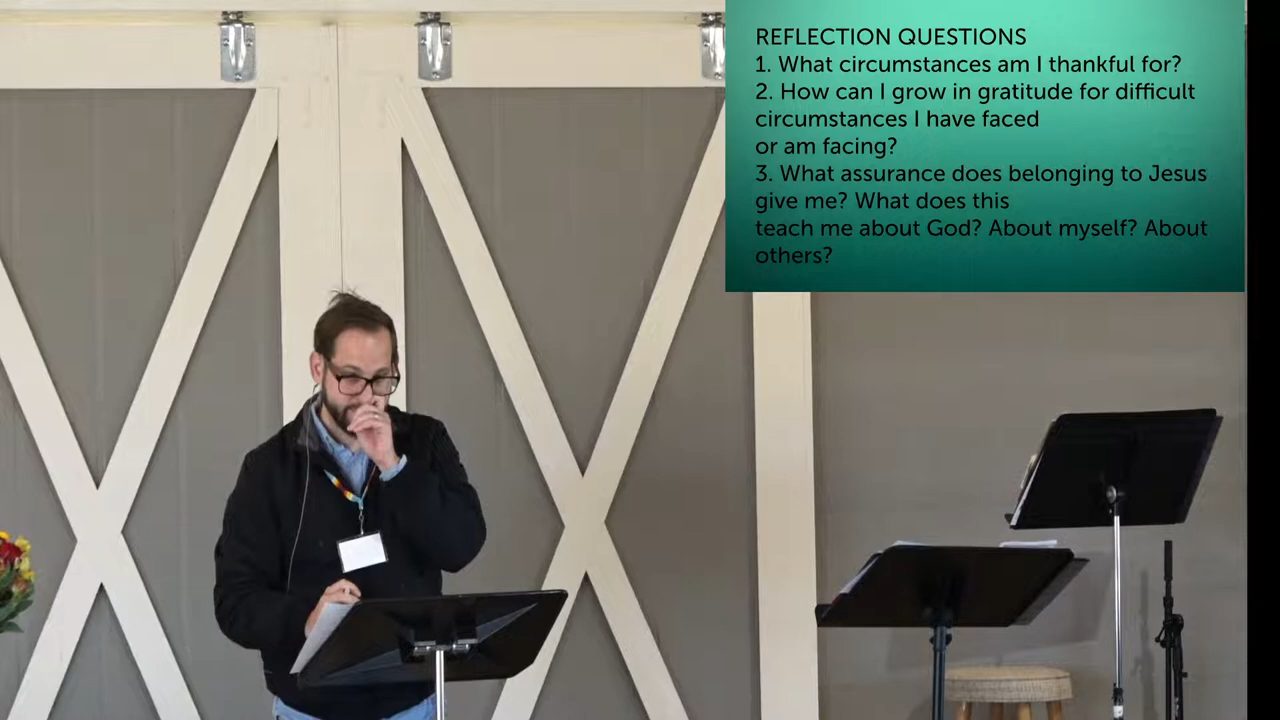 REFLECTION QUESTIONS
1. What circumstances am I thankful for?
2. How can I grow in gratitude for difficult
circumstances I have faced
or am facing?
3. What assurance does belonging to Jesus
give me? What does this
teach me about God? About myself? About
others?